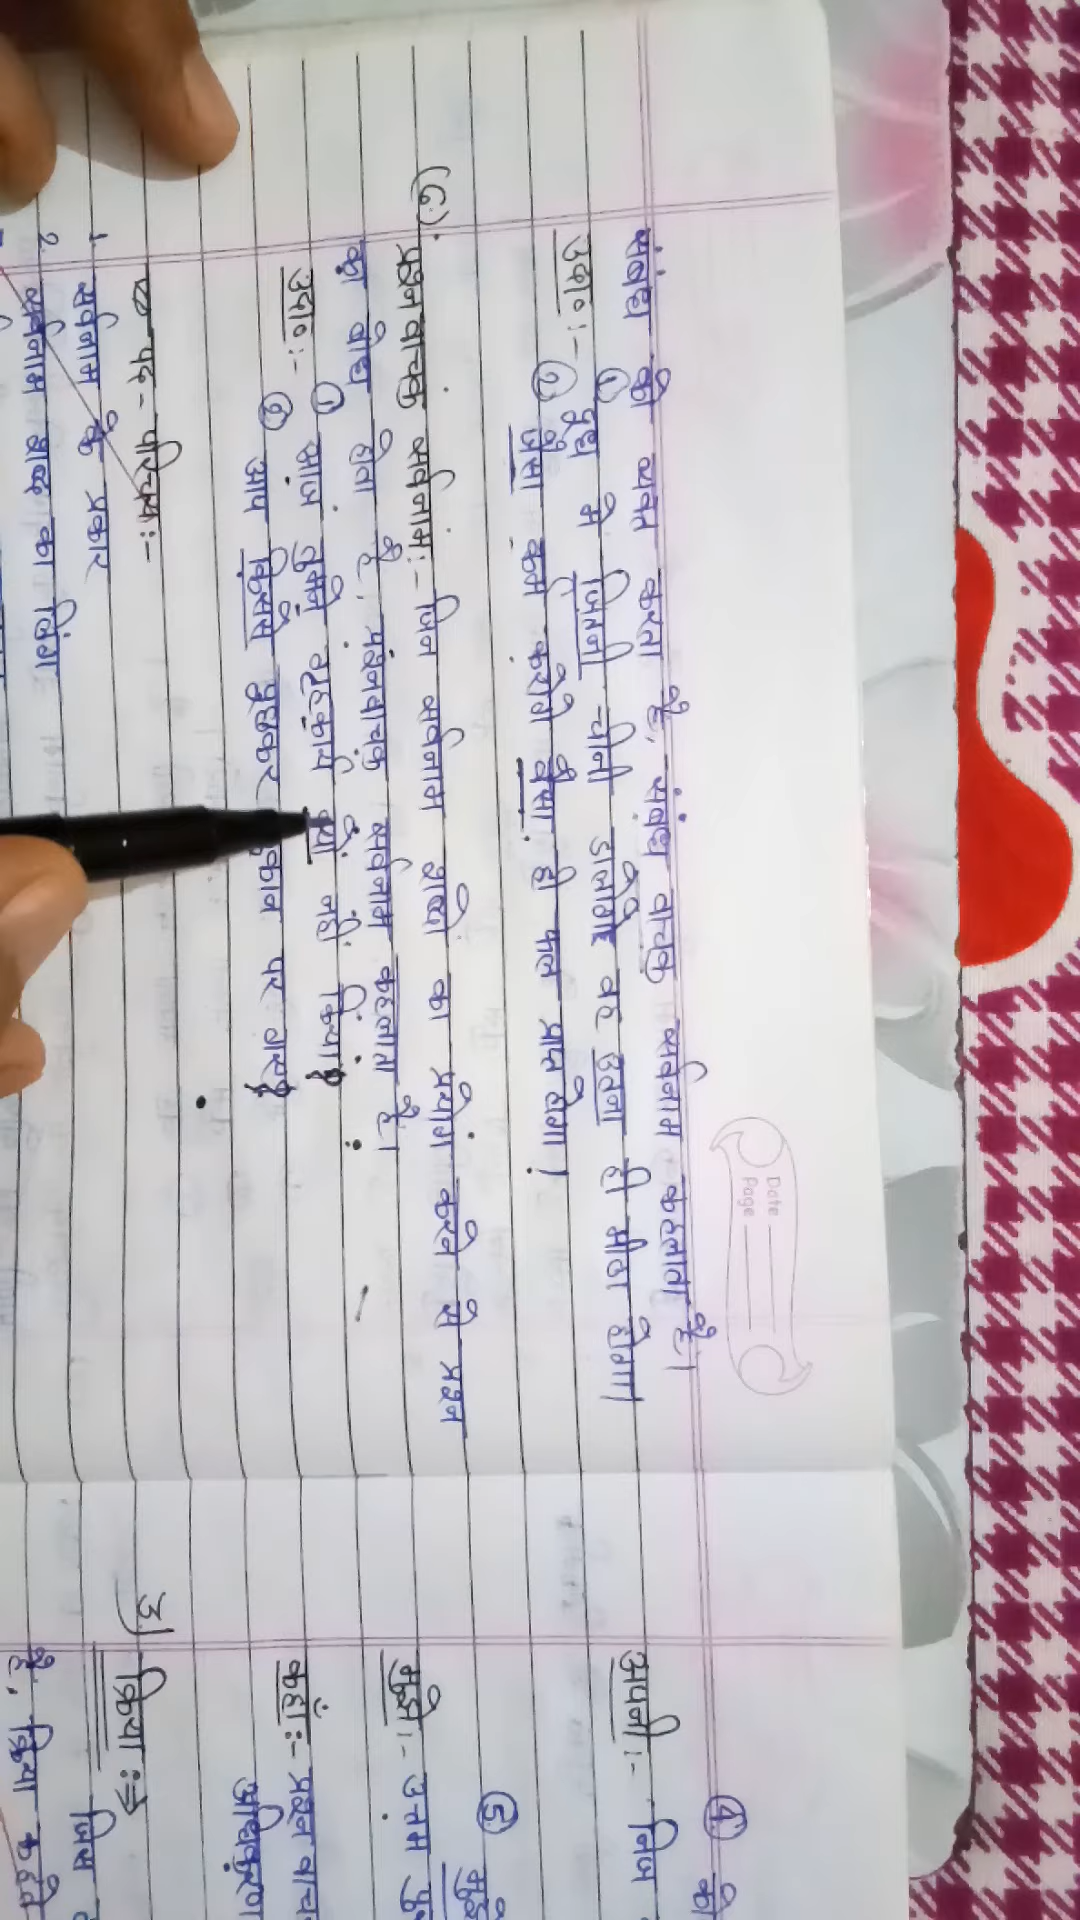 Date
Page
संबंध को व्यक्त करता है, संबंध वाचक सर्वनाम कहलाता है।
उदा०:- ① दूध मे जितनी चीनी डालोगे वह उतना ही मीठा होगा।
② जैसा कर्म करोगे वैसा ही फल प्राप्त होगा।
(6). प्रश्न वाचक सर्वनाम:- जिन सर्वनाम शब्दो का प्रयोग करने से प्रश्न
का बोध होता है, प्रश्नवाचक सर्वनाम कहलाता है।
उदा०:- ① आज तुमने गृहकार्य क्यों नही किया?
② आप किससे पुछकर दुकान पर गए?
पद - परिचय:-
1. सर्वनाम के प्रकार
2. सर्वनाम शब्द का लिंग
④ को
अपनी:- निज
⑤ मुझे
मुझे:- उत्तम पु
कहां:- प्रश्न वाच
अधिकरण
3) क्रिया:→
जिस
है, क्रिया कहते